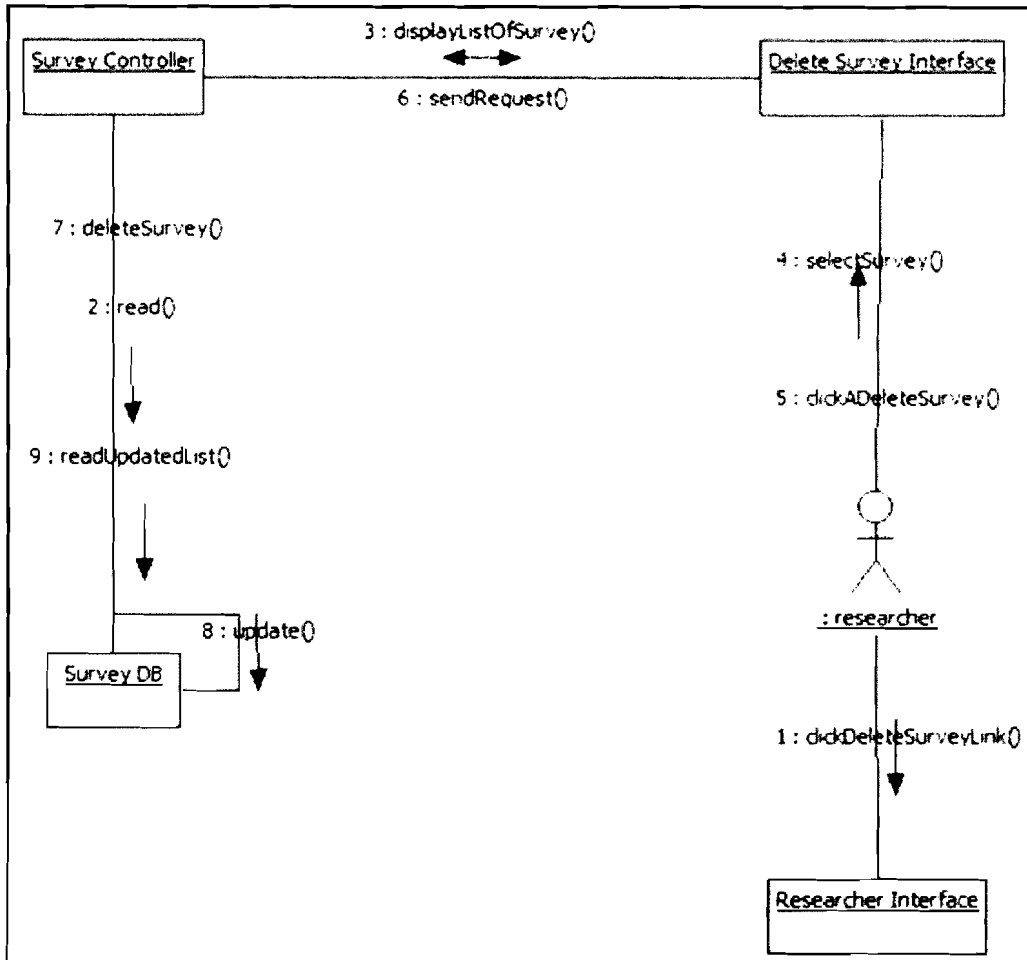 3 : displayListOfSurvey()
Survey Controller
Delete Survey Interface
6 : sendRequest()
7 : deleteSurvey()
4 : selectSurvey()
2 : read()
5 : clickADeleteSurvey()
9 : readUpdatedList()
: researcher
8 : update()
Survey DB
1 : clickDeleteSurveyLink()
Researcher Interface